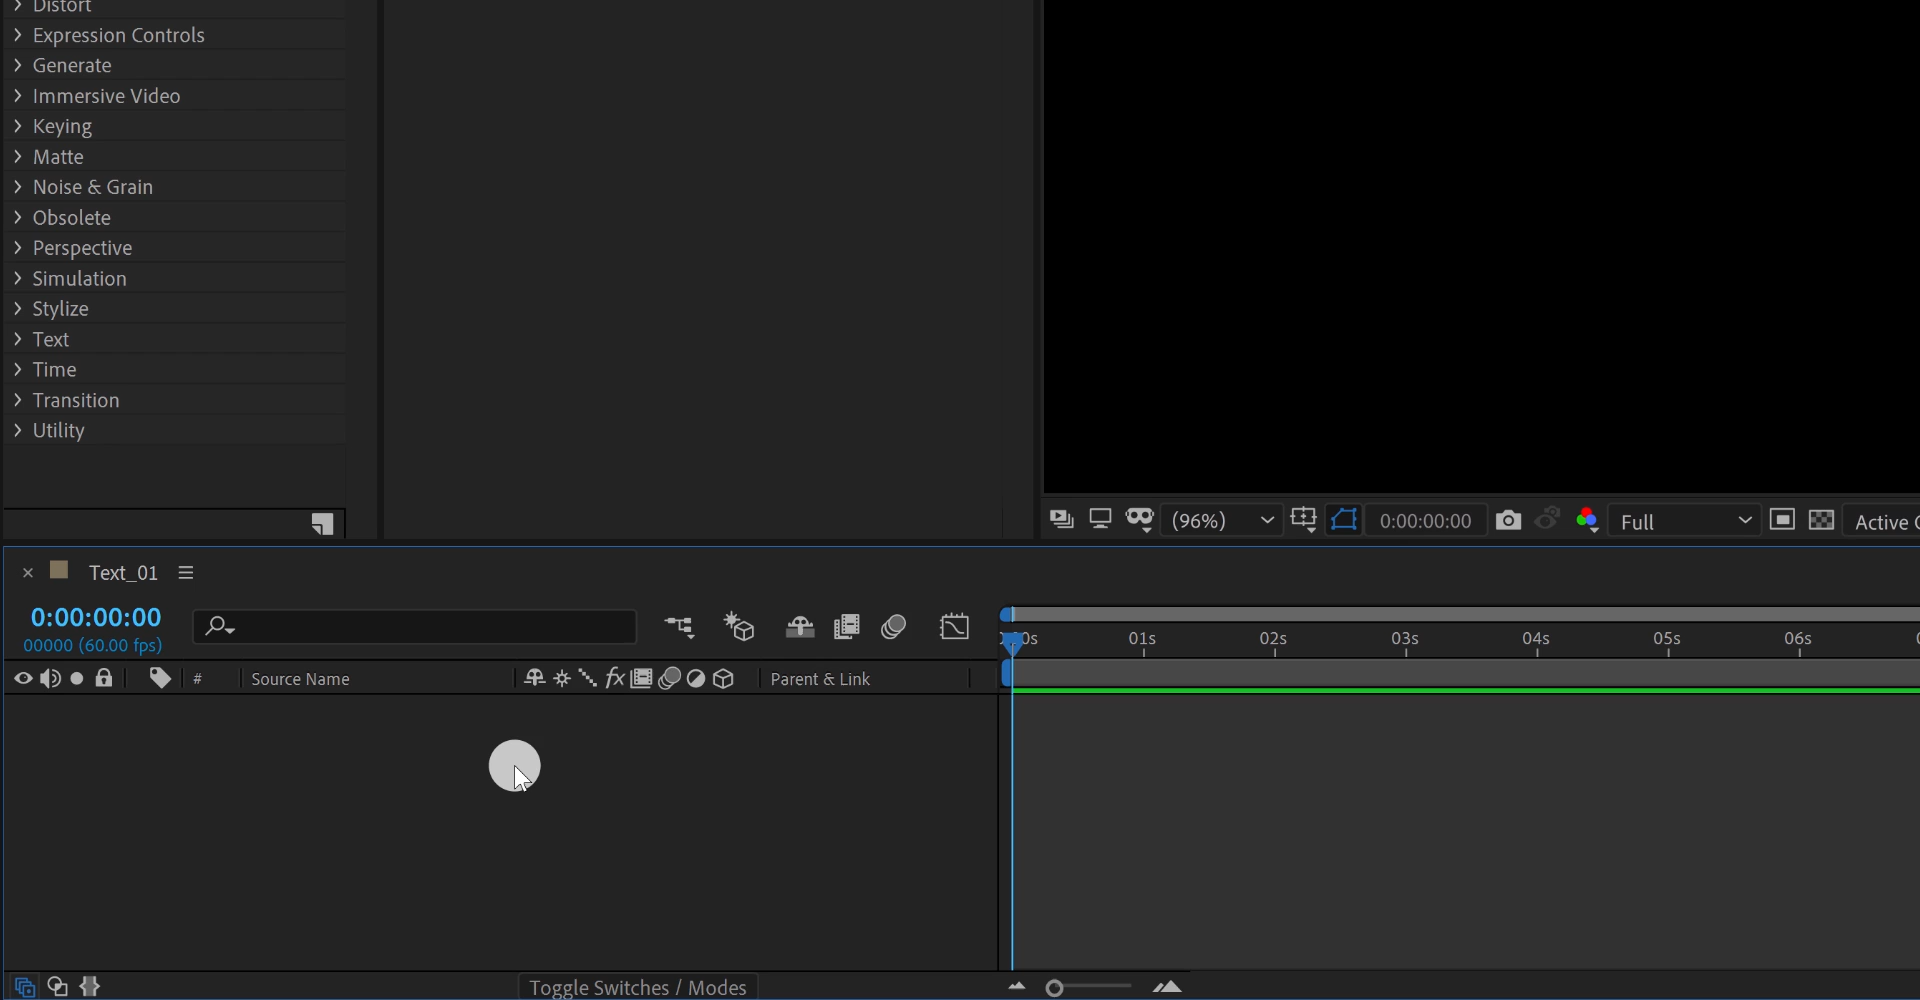 Distort
Expression Controls
Generate
Immersive Video
Keying
Matte
Noise & Grain
Obsolete
Perspective
Simulation
Stylize
Text
Time
Transition
Utility
(96%) 0:00:00:00 Full Active
Text_01
0:00:00:00
00000 (60.00 fps)
01s 02s 03s 04s 05s 06s
# Source Name fx Parent & Link
Toggle Switches / Modes